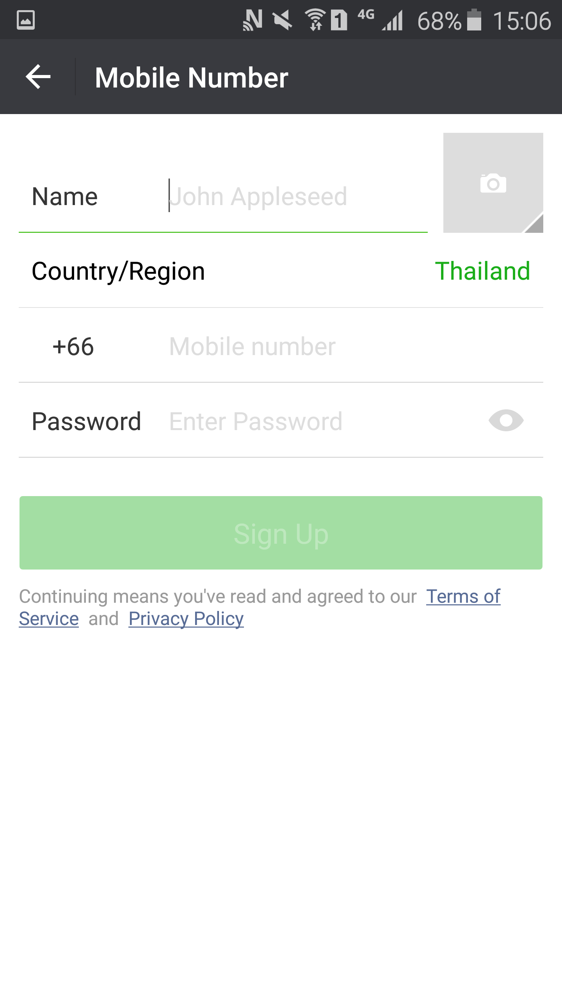 4G 68% 15:06
Mobile Number
Name John Appleseed
Country/Region Thailand
+66 Mobile number
Password Enter Password
Sign Up
Continuing means you've read and agreed to our Terms of
Service and Privacy Policy